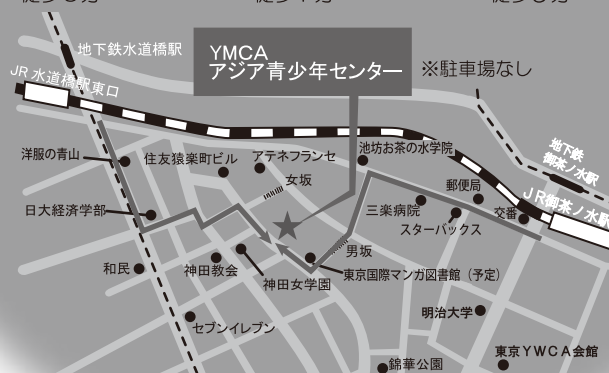 地下鉄水道橋駅
YMCA
アジア青少年センター
※駐車場なし
JR水道橋駅東口
洋服の青山
住友猿楽町ビル
アテネフランセ
池坊お茶の水学院
地下鉄
御茶ノ水駅
女坂
郵便局
JR御茶ノ水駅
日大経済学部
三楽病院
スターバックス
交番
男坂
和民
神田教会
神田女学園
東京国際マンガ図書館（予定）
セブンイレブン
明治大学
錦華公園
東京YWCA会館